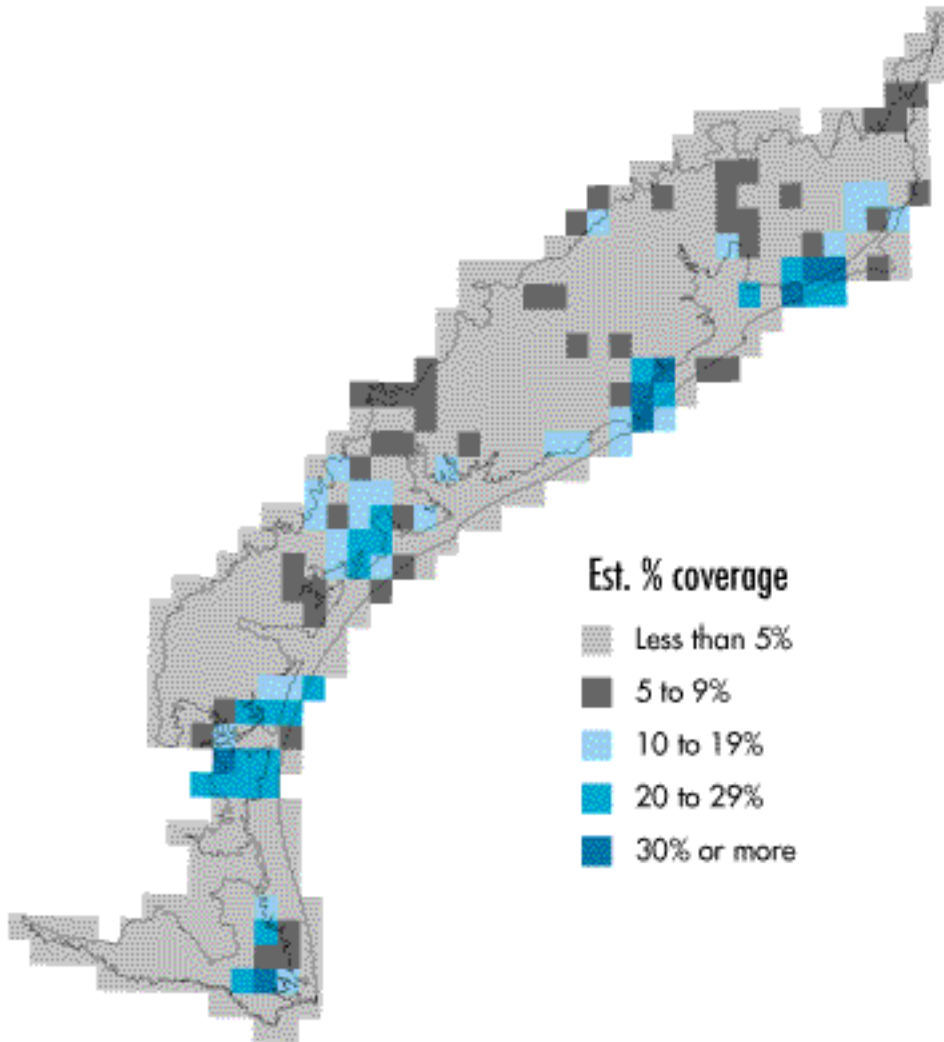 Est. % coverage
Less than 5%
5 to 9%
10 to 19%
20 to 29%
30% or more